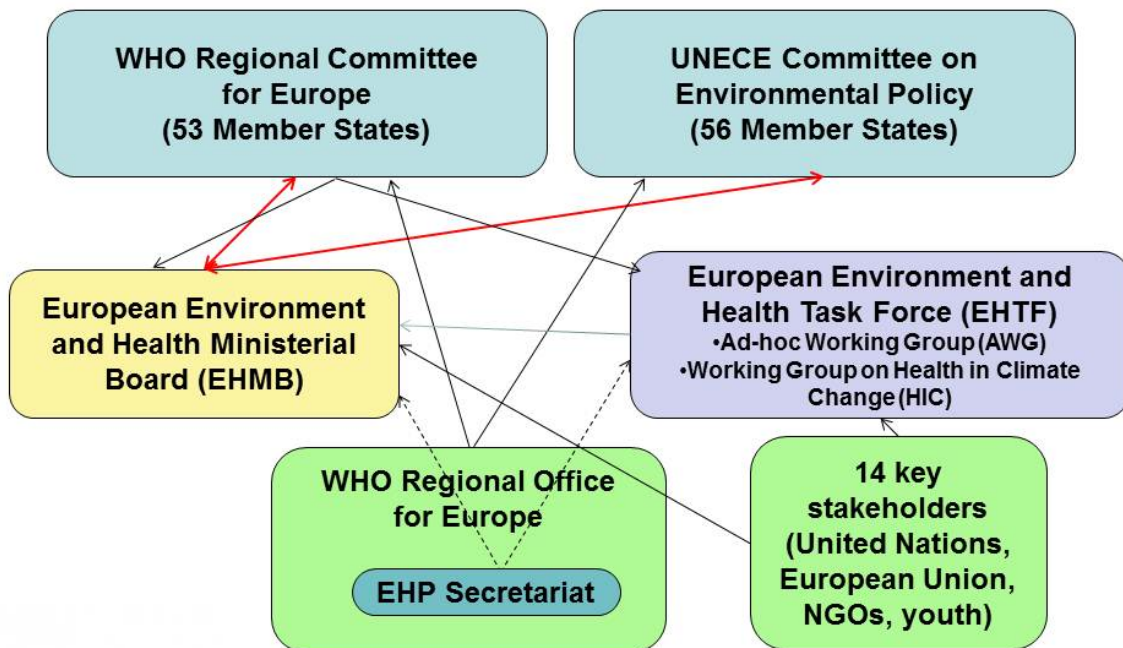 WHO Regional Committee
for Europe
(53 Member States)
UNECE Committee on
Environmental Policy
(56 Member States)
European Environment
and Health Ministerial
Board (EHMB)
European Environment and
Health Task Force (EHTF)
•Ad-hoc Working Group (AWG)
•Working Group on Health in Climate
Change (HIC)
WHO Regional Office
for Europe
EHP Secretariat
14 key
stakeholders
(United Nations,
European Union,
NGOs, youth)